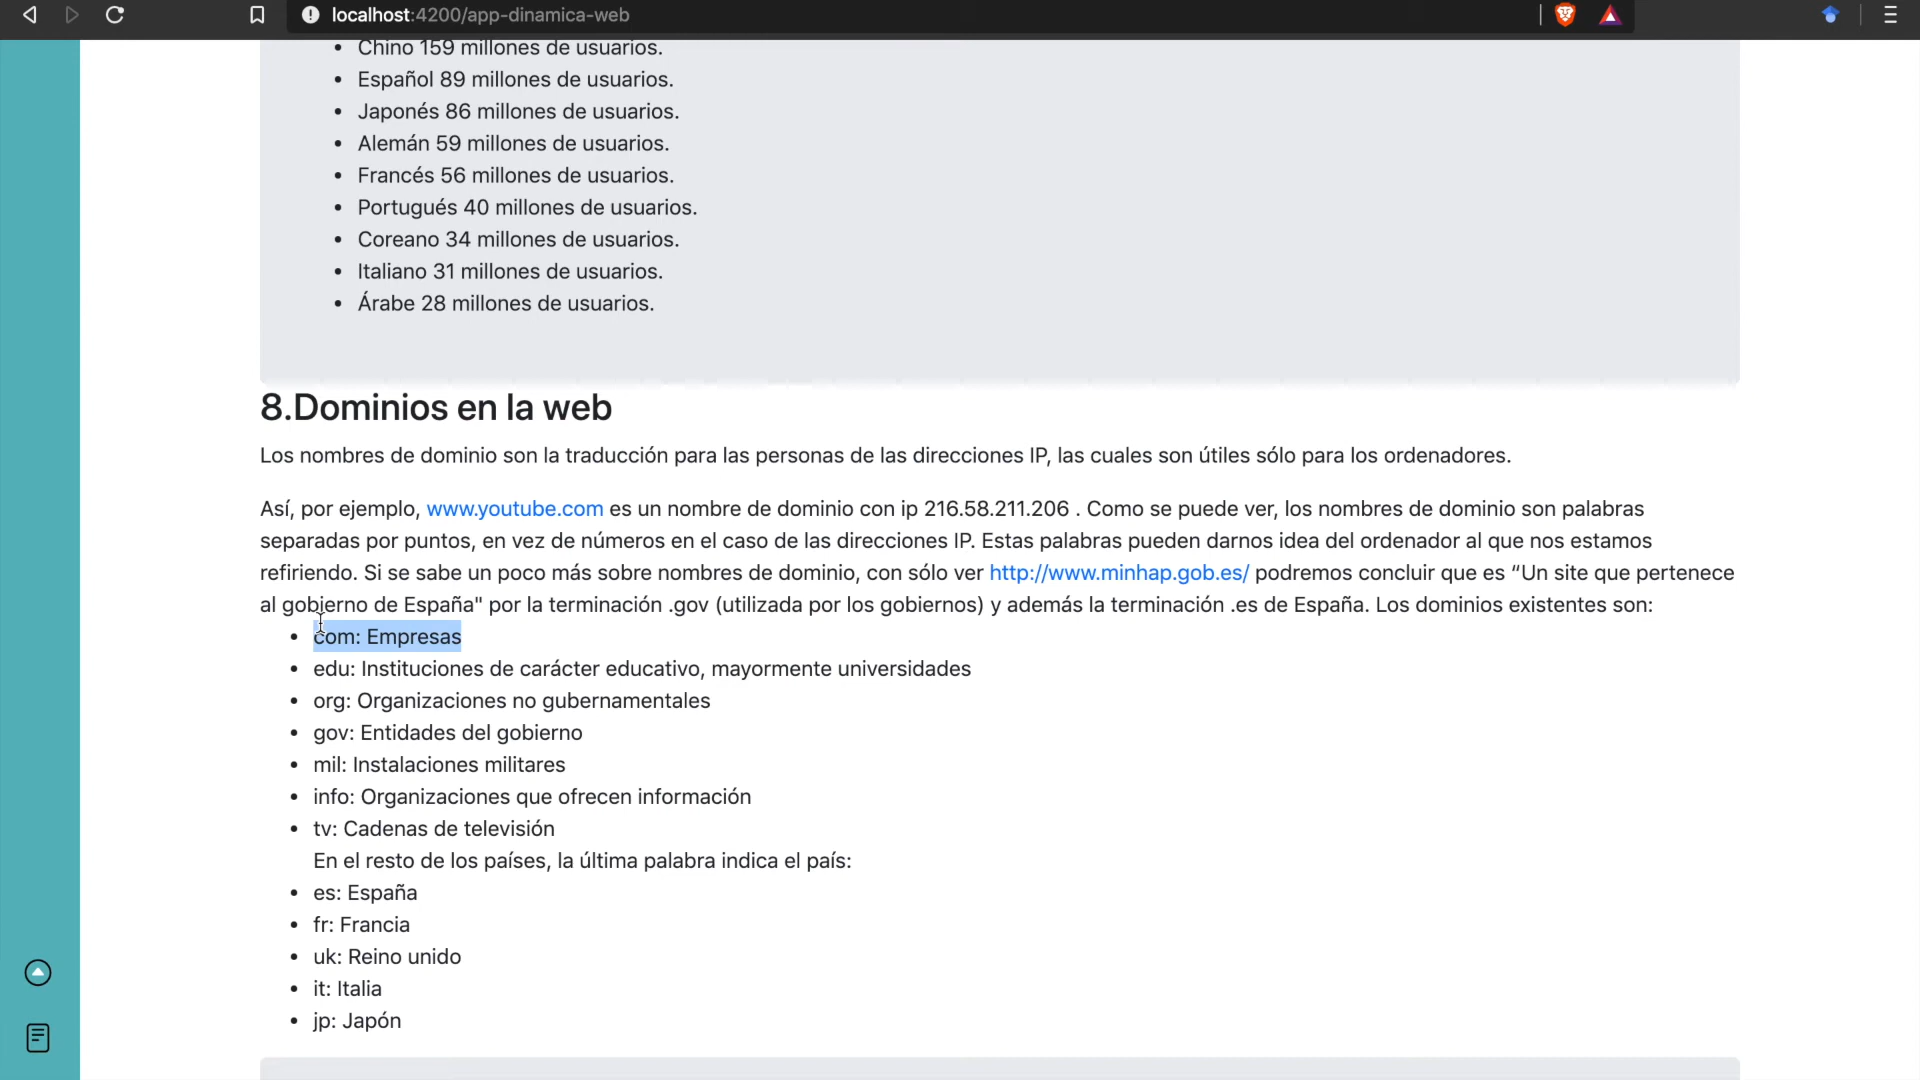 localhost:4200/app-dinamica-web
• Chino 159 millones de usuarios.
• Español 89 millones de usuarios.
• Japonés 86 millones de usuarios.
• Alemán 59 millones de usuarios.
• Francés 56 millones de usuarios.
• Portugués 40 millones de usuarios.
• Coreano 34 millones de usuarios.
• Italiano 31 millones de usuarios.
• Árabe 28 millones de usuarios.
8.Dominios en la web
Los nombres de dominio son la traducción para las personas de las direcciones IP, las cuales son útiles sólo para los ordenadores.
Así, por ejemplo, www.youtube.com es un nombre de dominio con ip 216.58.211.206 . Como se puede ver, los nombres de dominio son palabras
separadas por puntos, en vez de números en el caso de las direcciones IP. Estas palabras pueden darnos idea del ordenador al que nos estamos
refiriendo. Si se sabe un poco más sobre nombres de dominio, con sólo ver http://www.minhap.gob.es/ podremos concluir que es “Un site que pertenece
al gobierno de España" por la terminación .gov (utilizada por los gobiernos) y además la terminación .es de España. Los dominios existentes son:
• com: Empresas
• edu: Instituciones de carácter educativo, mayormente universidades
• org: Organizaciones no gubernamentales
• gov: Entidades del gobierno
• mil: Instalaciones militares
• info: Organizaciones que ofrecen información
• tv: Cadenas de televisión
En el resto de los países, la última palabra indica el país:
• es: España
• fr: Francia
• uk: Reino unido
• it: Italia
• jp: Japón